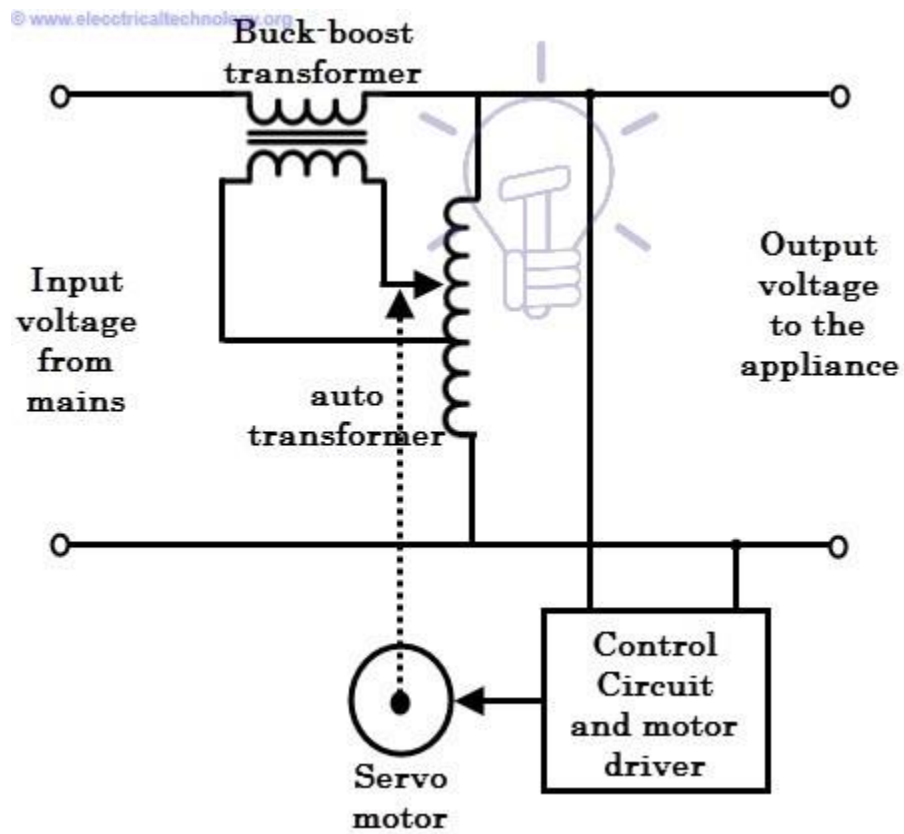 © www.elecctricaltechnology.org
Buck-boost
transformer
Input
voltage
from
mains
Output
voltage
to the
appliance
auto
transformer
Control
Circuit
and motor
driver
Servo
motor